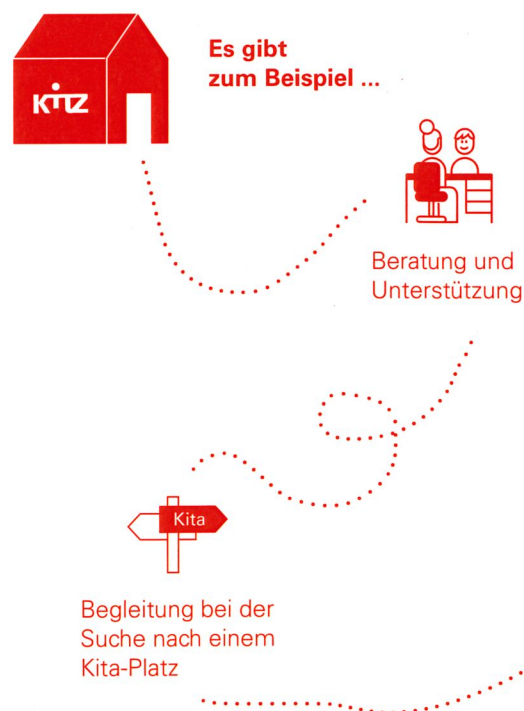 KiTZ
Es gibt
zum Beispiel ...
Beratung und
Unterstützung
Kita
Begleitung bei der
Suche nach einem
Kita-Platz